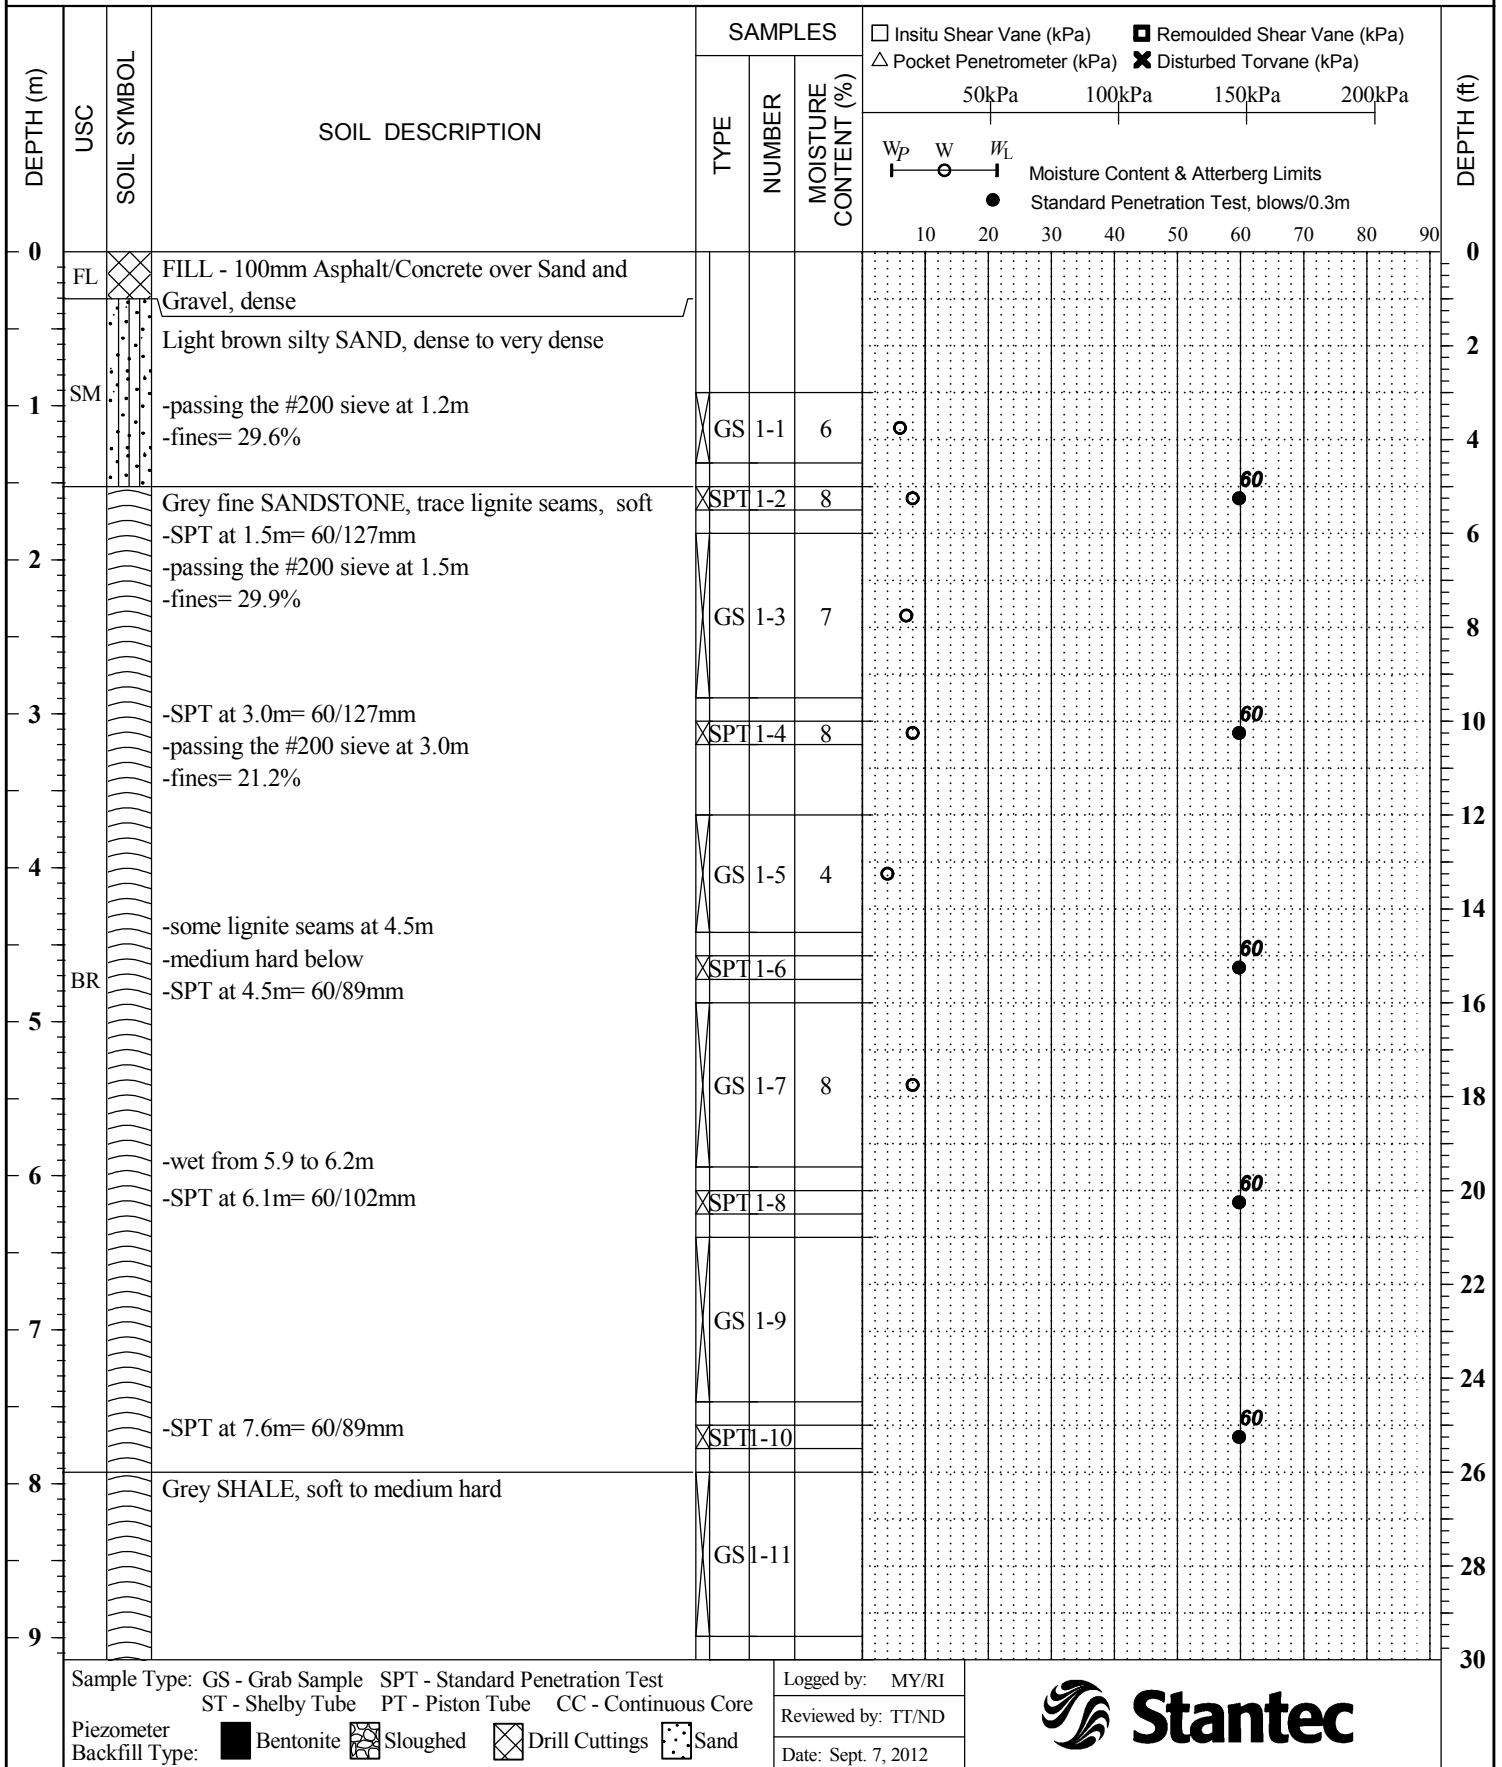 DEPTH (m)
USC
SOIL SYMBOL
SOIL DESCRIPTION
SAMPLES
TYPE
NUMBER
MOISTURE CONTENT (%)
Insitu Shear Vane (kPa) Remoulded Shear Vane (kPa)
Pocket Penetrometer (kPa) Disturbed Torvane (kPa)
50kPa 100kPa 150kPa 200kPa
WP W WL
Moisture Content & Atterberg Limits
Standard Penetration Test, blows/0.3m
10 20 30 40 50 60 70 80 90
DEPTH (ft)
0 0
FL FILL - 100mm Asphalt/Concrete over Sand and
Gravel, dense
Light brown silty SAND, dense to very dense
2
SM
1 -passing the #200 sieve at 1.2m
-fines= 29.6%
GS 1-1 6
4
60
Grey fine SANDSTONE, trace lignite seams, soft
SPT 1-2 8
-SPT at 1.5m= 60/127mm
6
2 -passing the #200 sieve at 1.5m
-fines= 29.9%
GS 1-3 7
8
3 -SPT at 3.0m= 60/127mm
60
10
SPT 1-4 8
-passing the #200 sieve at 3.0m
-fines= 21.2%
12
4
GS 1-5 4
14
-some lignite seams at 4.5m
60
-medium hard below
SPT 1-6
BR
-SPT at 4.5m= 60/89mm
16
5
GS 1-7 8
18
-wet from 5.9 to 6.2m
6
60
20
-SPT at 6.1m= 60/102mm
SPT 1-8
22
GS 1-9
7
24
60
-SPT at 7.6m= 60/89mm
SPT 1-10
26
8 Grey SHALE, soft to medium hard
GS 1-11
28
9
30
Sample Type: GS - Grab Sample SPT - Standard Penetration Test
ST - Shelby Tube PT - Piston Tube CC - Continuous Core
Piezometer
Backfill Type: Bentonite Sloughed Drill Cuttings Sand
Logged by: MY/RI
Reviewed by: TT/ND
Date: Sept. 7, 2012
Stantec